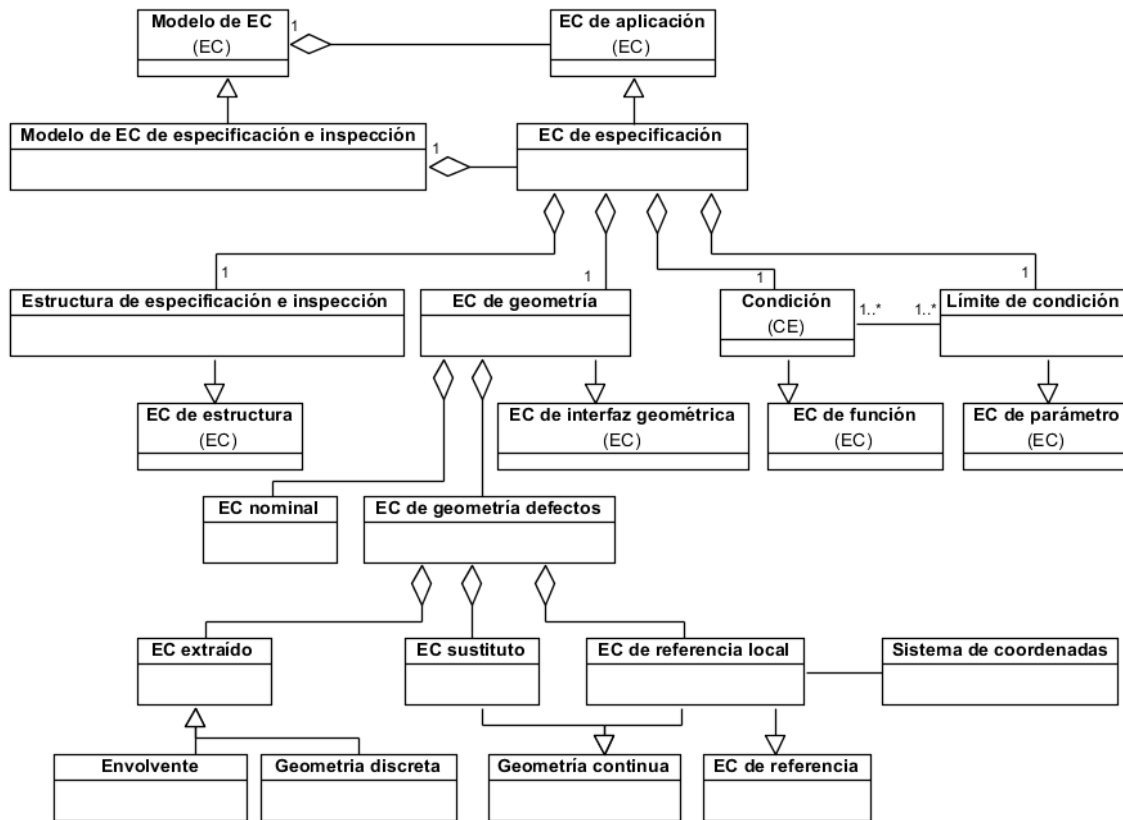 Modelo de EC
(EC)
1
EC de aplicación
(EC)
Modelo de EC de especificación e inspección
1
EC de especificación
1
1
1
1
Estructura de especificación e inspección
EC de geometría
Condición
(CE)
1..*
1..*
Límite de condición
EC de estructura
(EC)
EC de interfaz geométrica
(EC)
EC de función
(EC)
EC de parámetro
(EC)
EC nominal
EC de geometría defectos
EC extraído
EC sustituto
EC de referencia local
Sistema de coordenadas
Envolvente
Geometria discreta
Geometría continua
EC de referencia